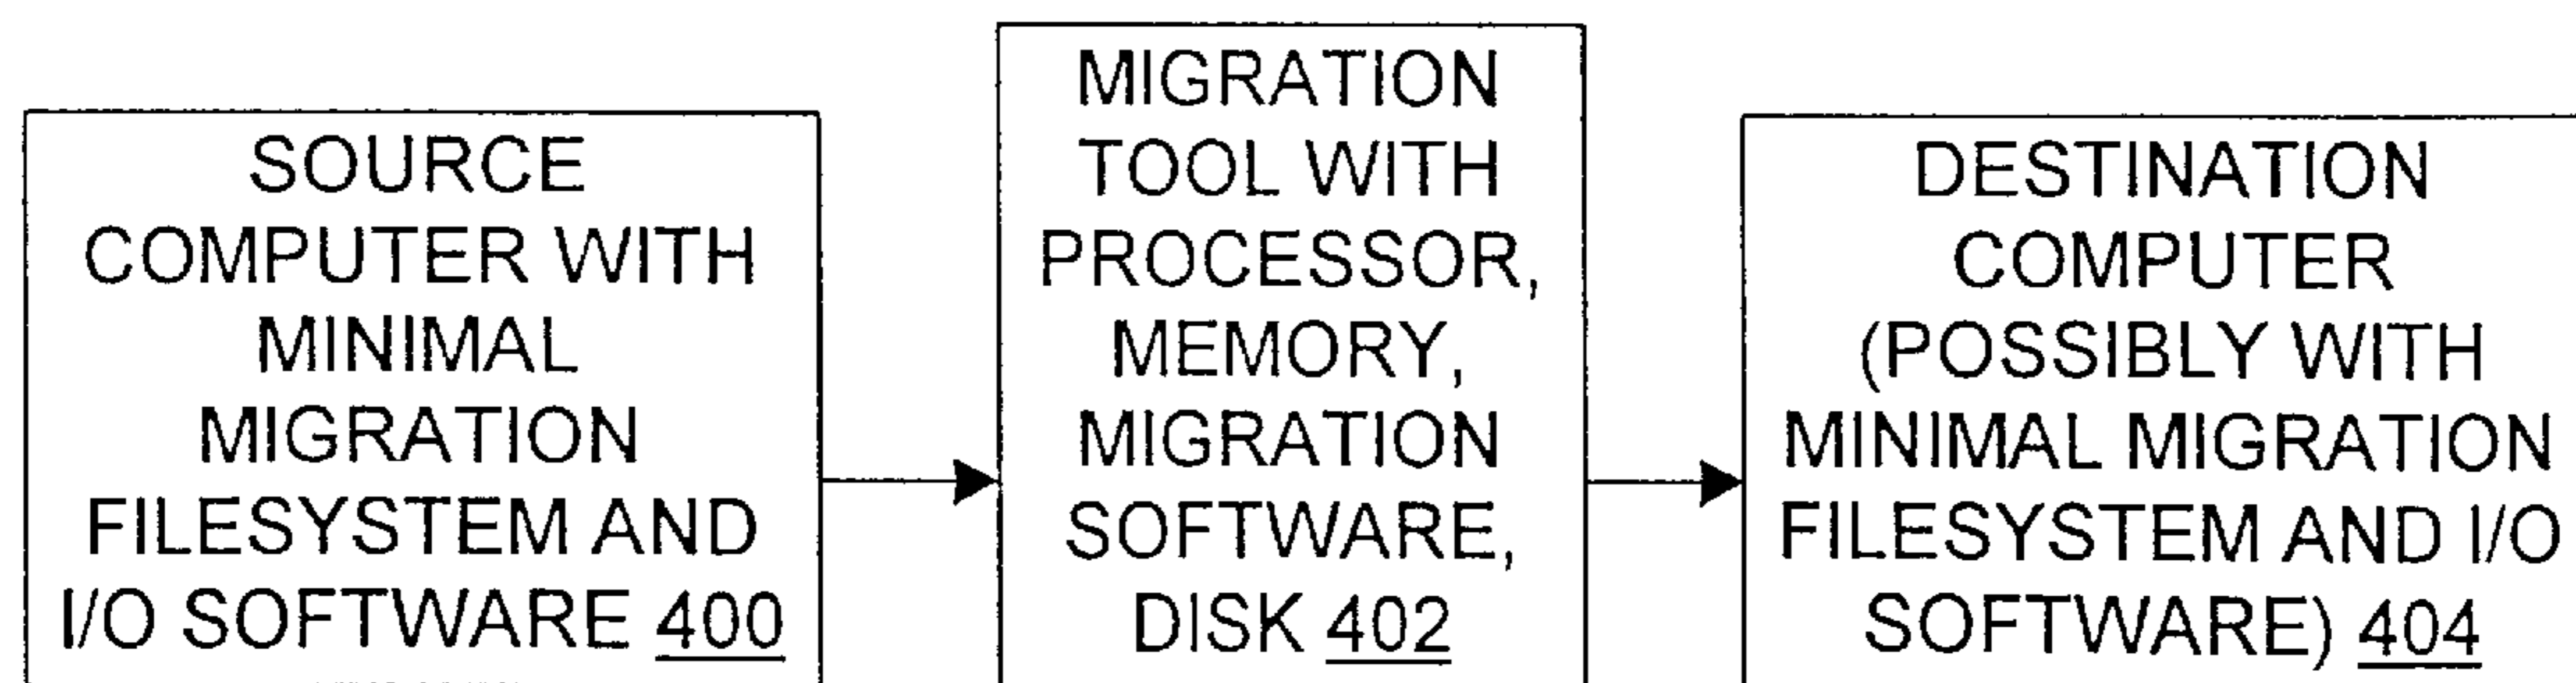 SOURCE
COMPUTER WITH
MINIMAL
MIGRATION
FILESYSTEM AND
I/O SOFTWARE 400
MIGRATION
TOOL WITH
PROCESSOR,
MEMORY,
MIGRATION
SOFTWARE,
DISK 402
DESTINATION
COMPUTER
(POSSIBLY WITH
MINIMAL MIGRATION
FILESYSTEM AND I/O
SOFTWARE) 404